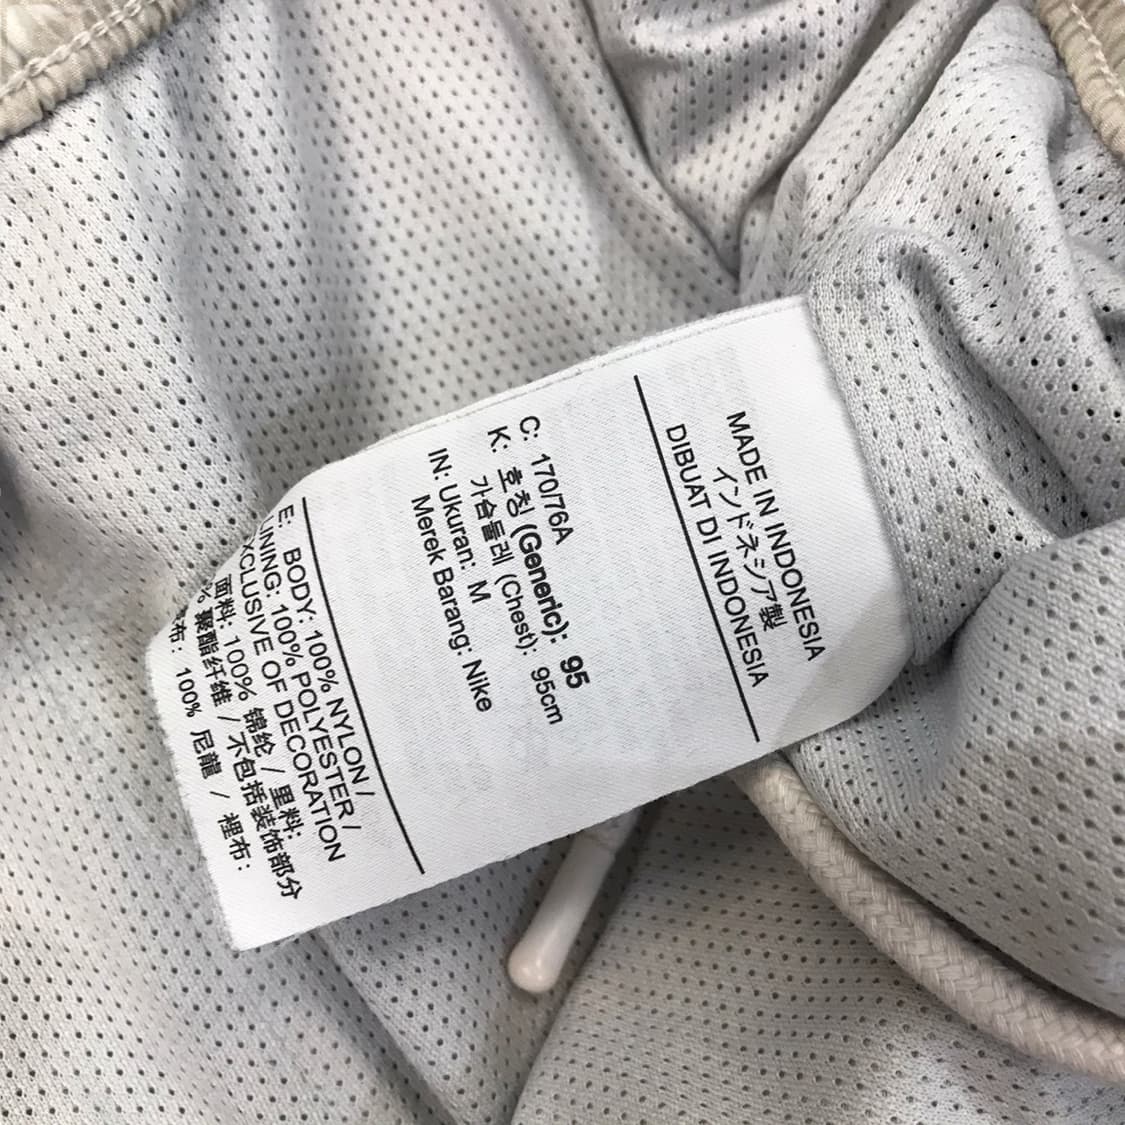 MADE IN INDONESIA
インドネシア製
DIBUAT DI INDONESIA
C: 170/76A
K: 호칭 (Generic): 95
가슴둘레 (Chest): 95cm
IN: Ukuran: M
Merek Barang: Nike
E: BODY: 100% NYLON /
LINING: 100% POLYESTER /
EXCLUSIVE OF DECORATION
面料: 100% 锦纶 / 里料:
% 聚酯纤维 / 不包括装饰部分
布: 100% 尼龍 / 裡布: